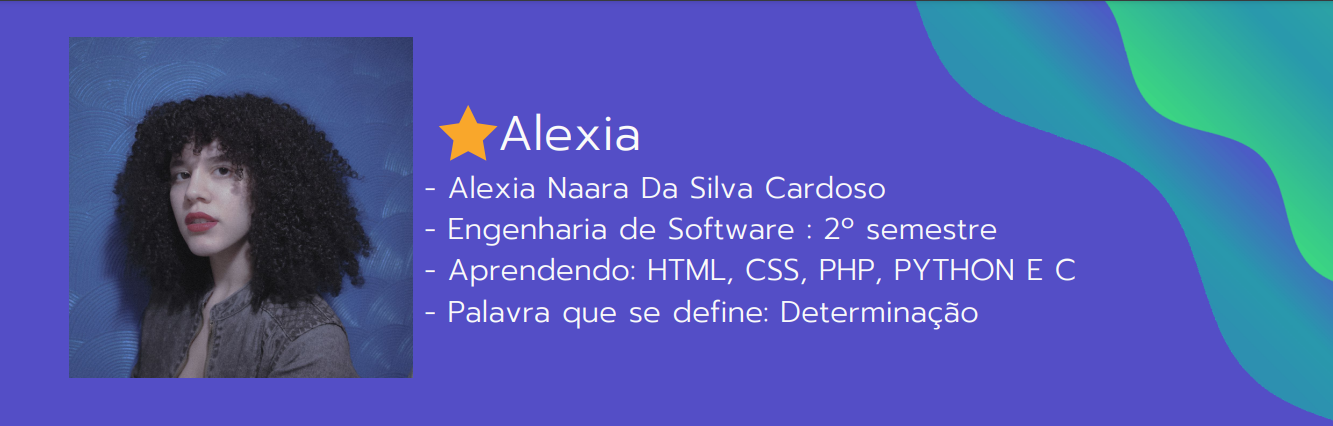 Alexia
- Alexia Naara Da Silva Cardoso
- Engenharia de Software : 2º semestre
- Aprendendo: HTML, CSS, PHP, PYTHON E C
- Palavra que se define: Determinação